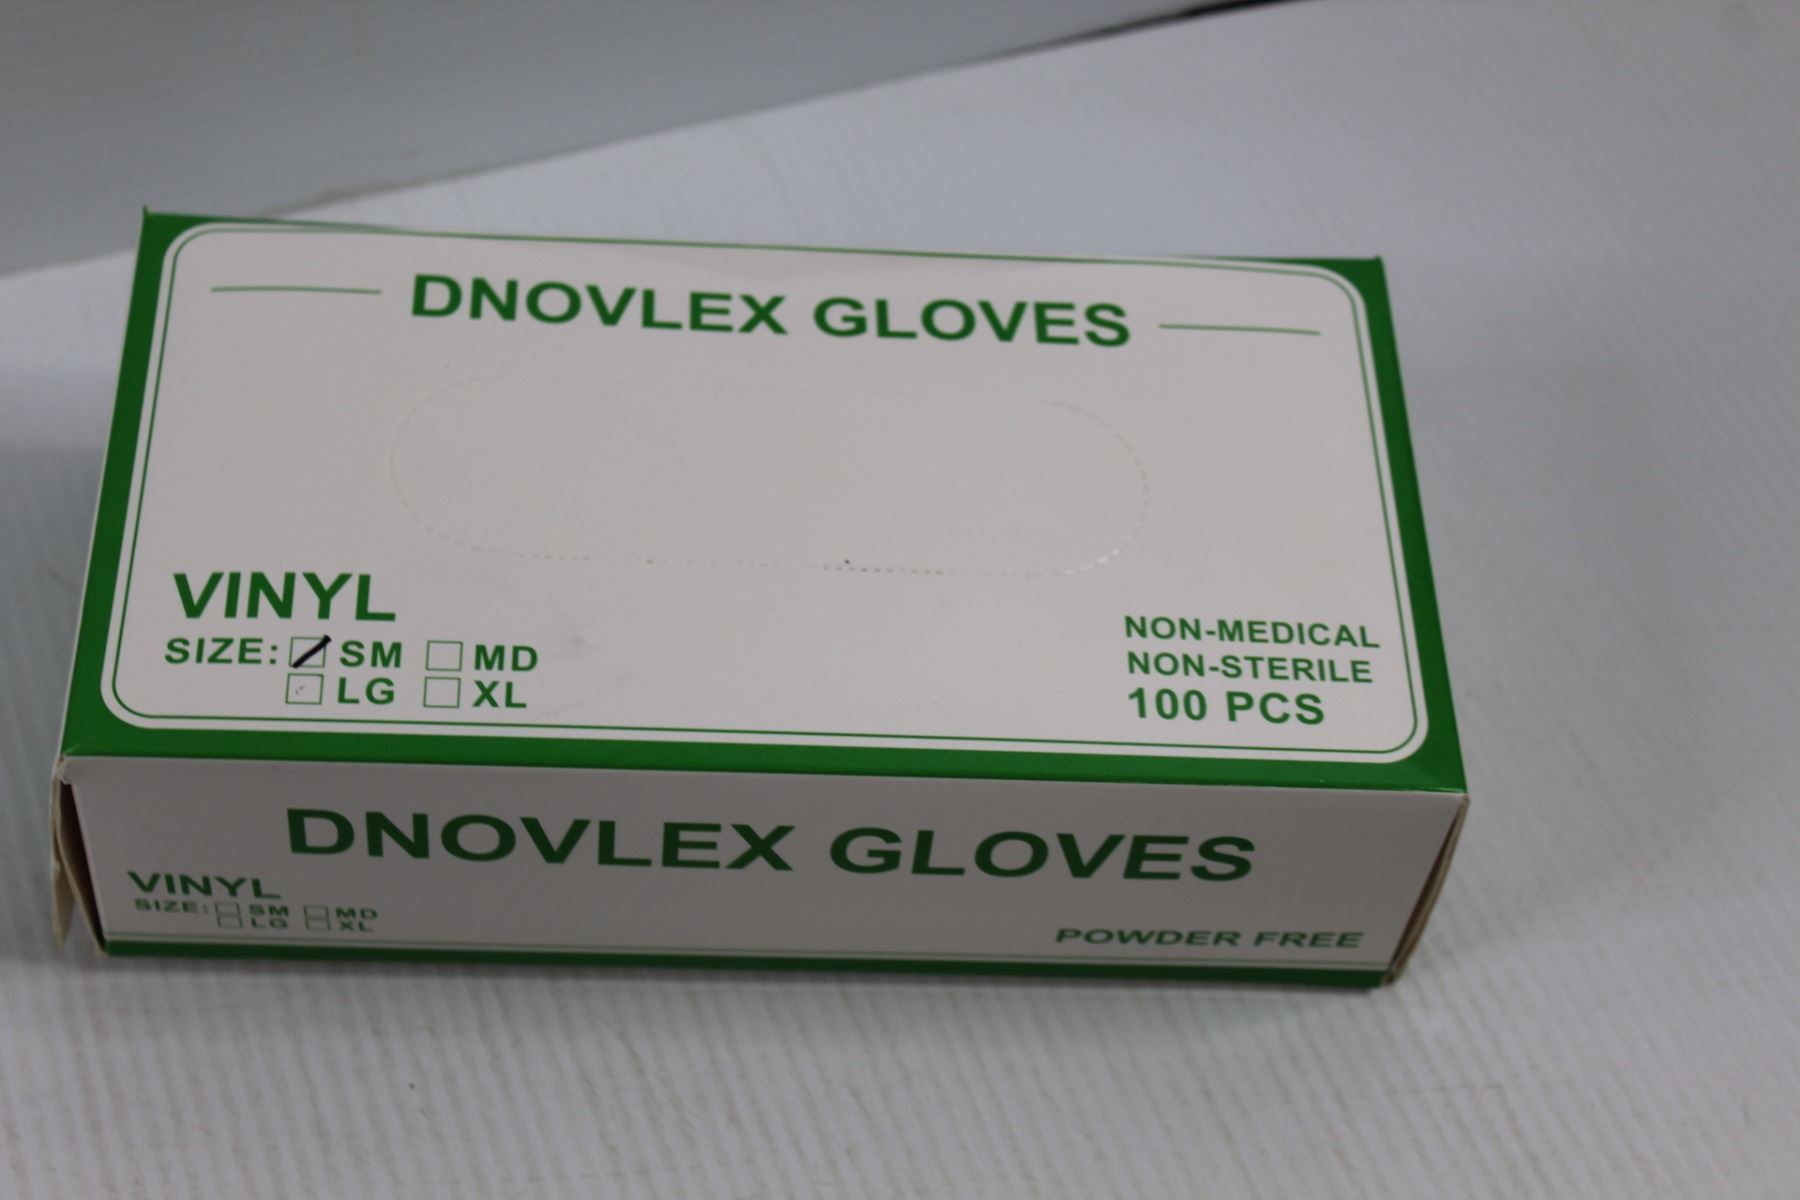 DNOVLEX GLOVES
VINYL
SIZE: SM MD
LG XL
NON-MEDICAL
NON-STERILE
100 PCS
DNOVLEX GLOVES
VINYL
SIZE: SM MD
LG XL
POWDER FREE